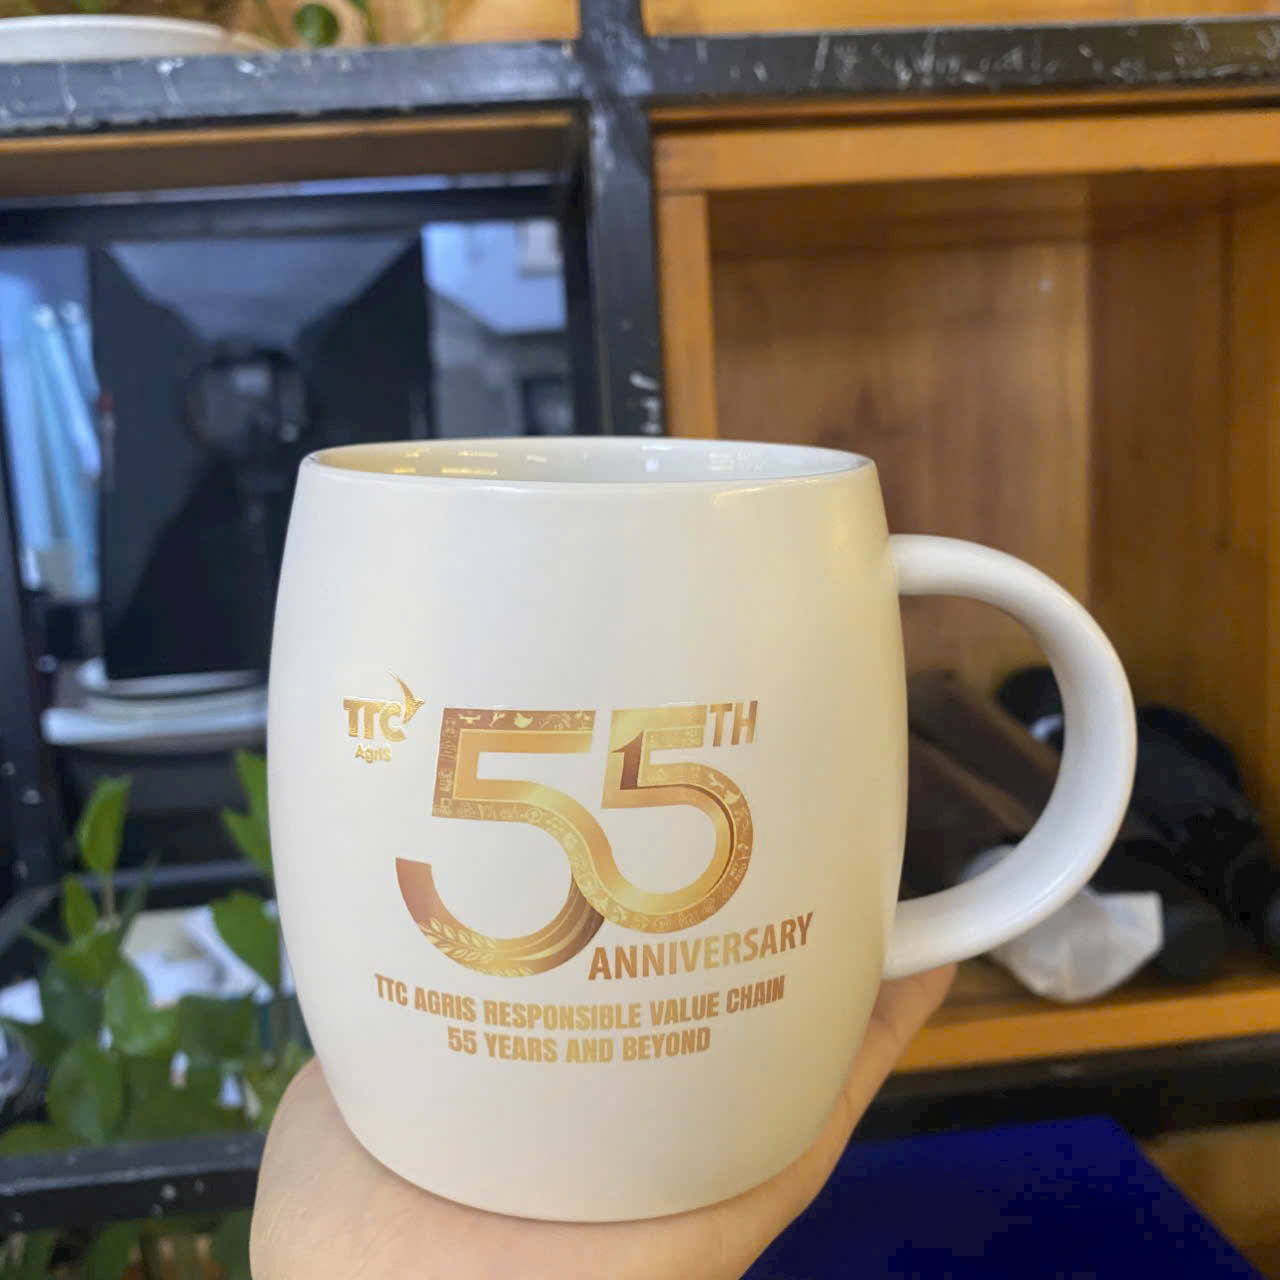 TTC
Agris
55TH
ANNIVERSARY
TTC AGRIS RESPONSIBLE VALUE CHAIN
55 YEARS AND BEYOND